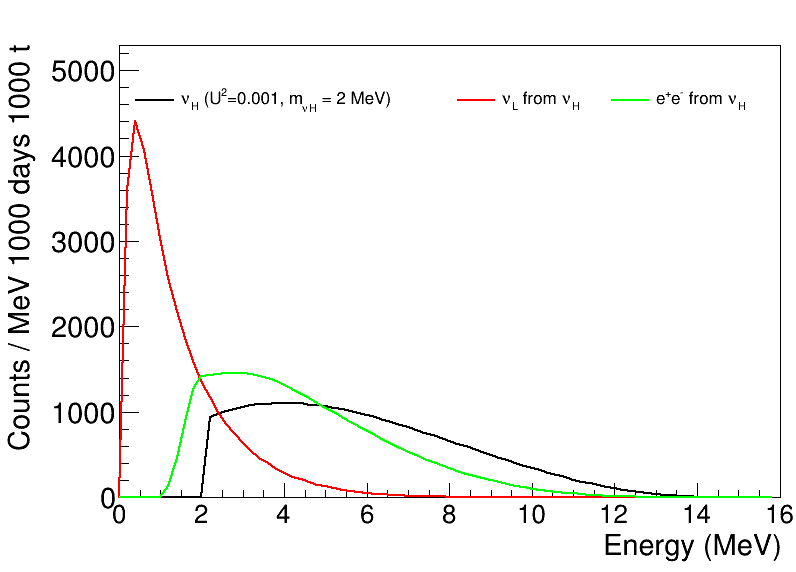 Counts / MeV 1000 days 1000 t
5000
4000
3000
2000
1000
0
ν_H (U²=0.001, m_νH = 2 MeV)
ν_L from ν_H
e⁺e⁻ from ν_H
0 2 4 6 8 10 12 14 16
Energy (MeV)